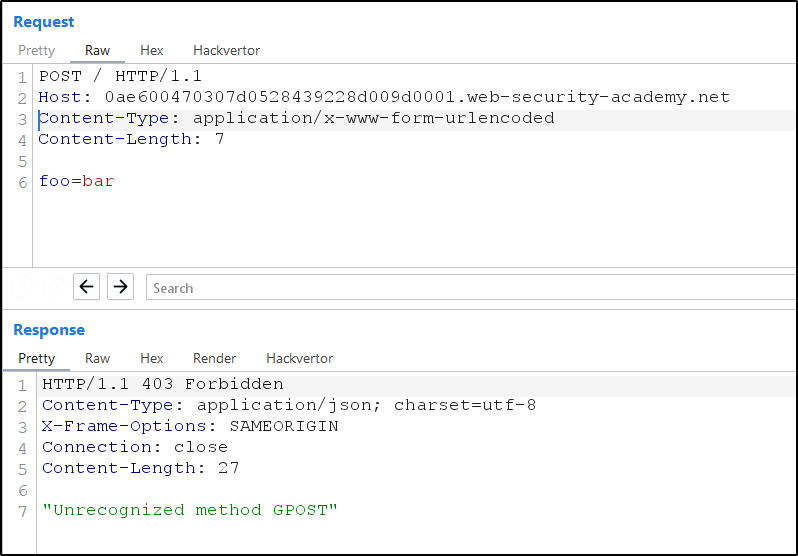 Request
Pretty Raw Hex Hackvertor
1 POST / HTTP/1.1
2 Host: 0ae600470307d0528439228d009d0001.web-security-academy.net
3 Content-Type: application/x-www-form-urlencoded
4 Content-Length: 7
5
6 foo=bar
Search
Response
Pretty Raw Hex Render Hackvertor
1 HTTP/1.1 403 Forbidden
2 Content-Type: application/json; charset=utf-8
3 X-Frame-Options: SAMEORIGIN
4 Connection: close
5 Content-Length: 27
6
7 "Unrecognized method GPOST"